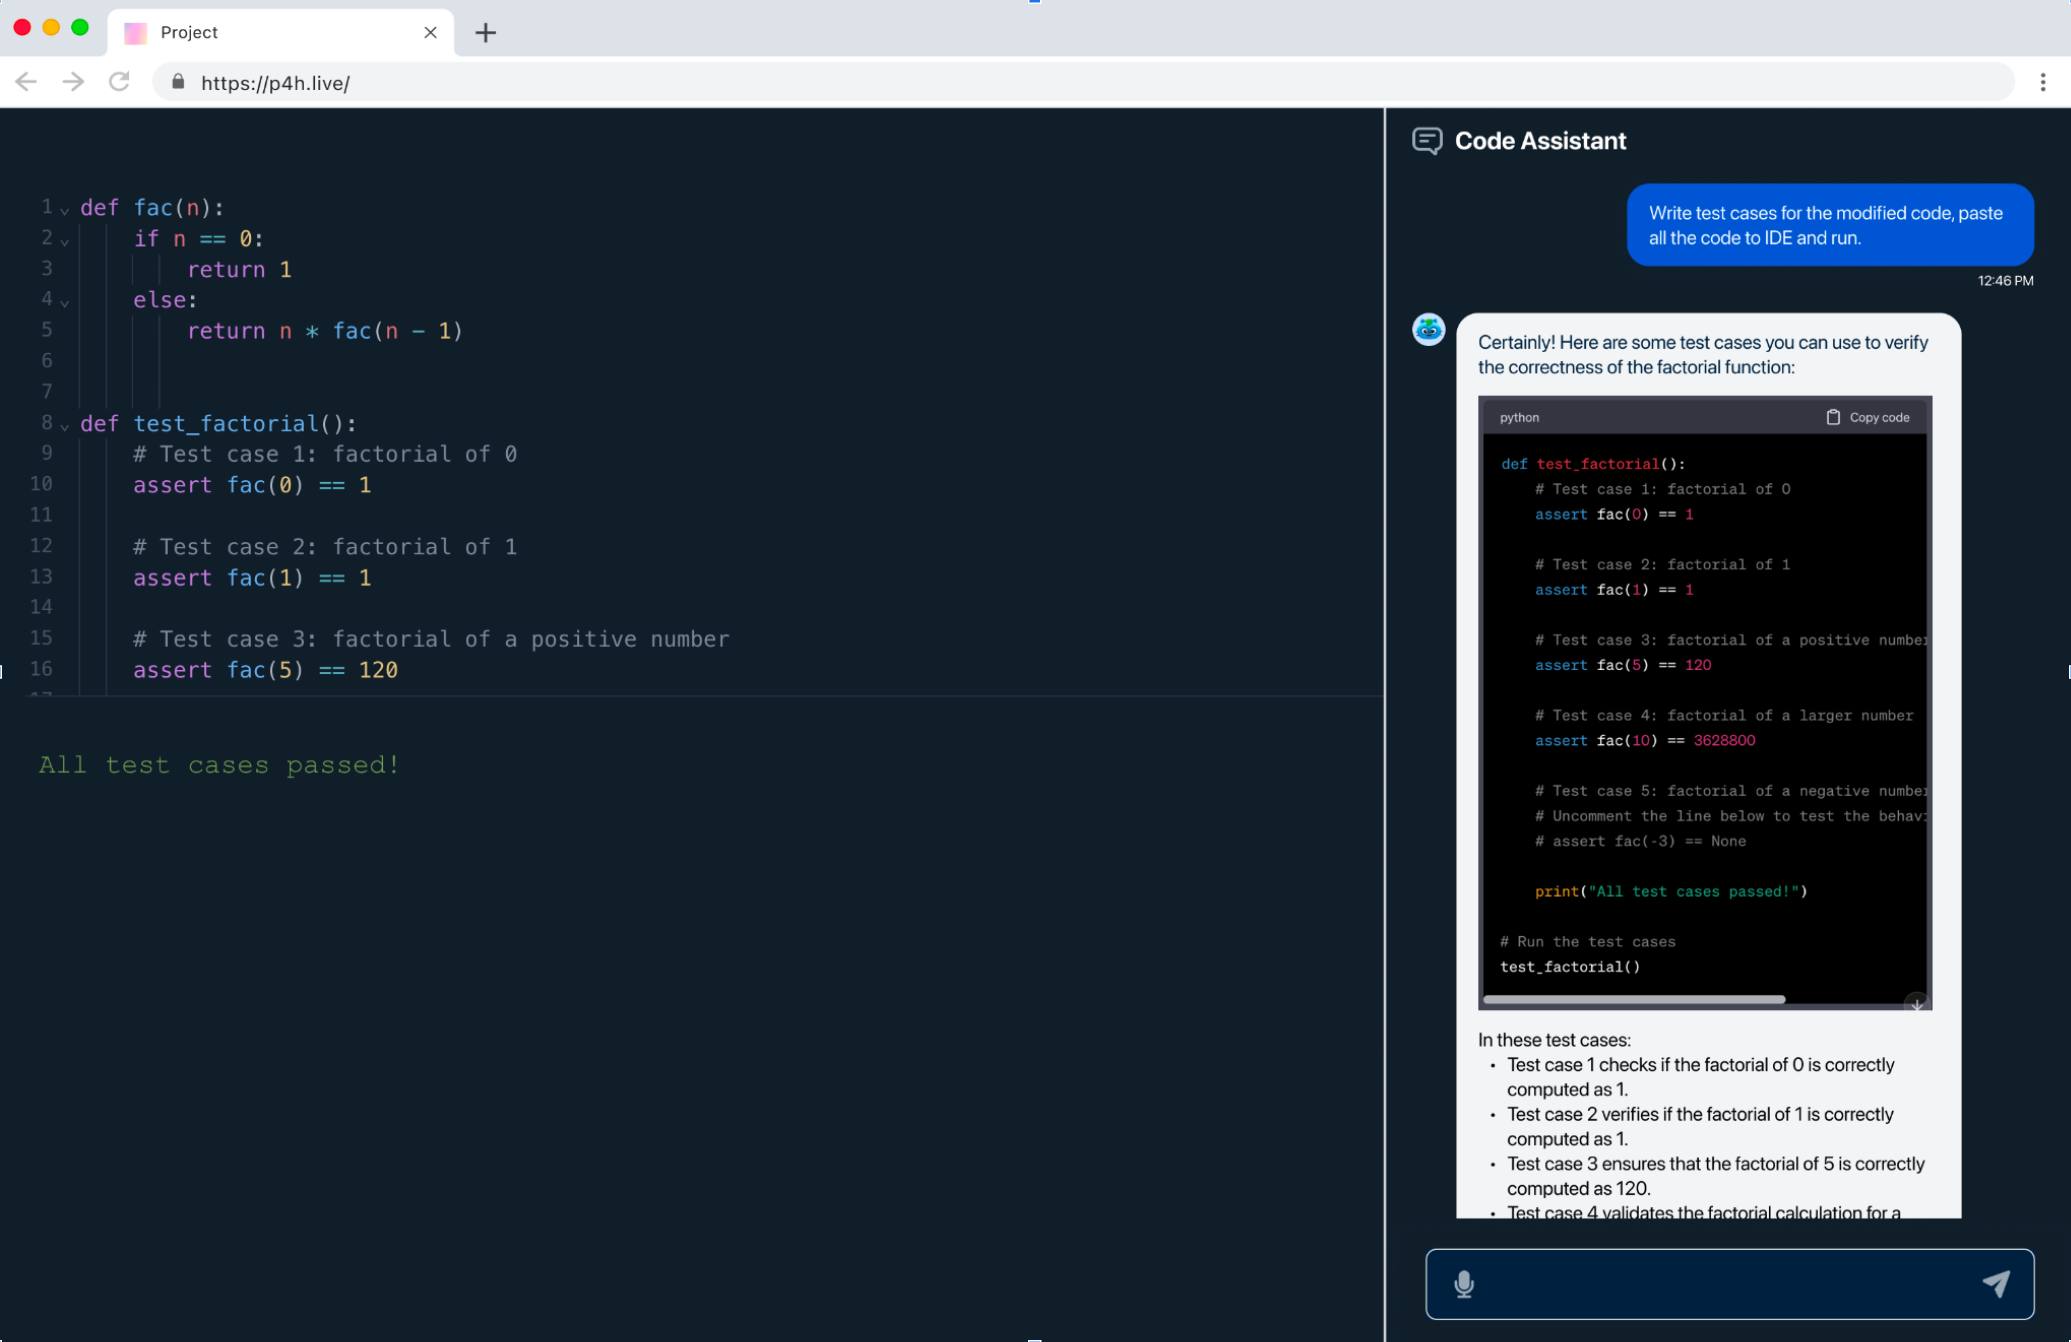 Project
https://p4h.live/
1 def fac(n):
2 if n == 0:
3 return 1
4 else:
5 return n * fac(n - 1)
6
7
8 def test_factorial():
9 # Test case 1: factorial of 0
10 assert fac(0) == 1
11
12 # Test case 2: factorial of 1
13 assert fac(1) == 1
14
15 # Test case 3: factorial of a positive number
16 assert fac(5) == 120
All test cases passed!
Code Assistant
Write test cases for the modified code, paste
all the code to IDE and run.
12:46 PM
Certainly! Here are some test cases you can use to verify
the correctness of the factorial function:
python Copy code
def test_factorial():
# Test case 1: factorial of 0
assert fac(0) == 1
# Test case 2: factorial of 1
assert fac(1) == 1
# Test case 3: factorial of a positive number
assert fac(5) == 120
# Test case 4: factorial of a larger number
assert fac(10) == 3628800
# Test case 5: factorial of a negative number
# Uncomment the line below to test the behavi
# assert fac(-3) == None
print("All test cases passed!")
# Run the test cases
test_factorial()
In these test cases:
• Test case 1 checks if the factorial of 0 is correctly
computed as 1.
• Test case 2 verifies if the factorial of 1 is correctly
computed as 1.
• Test case 3 ensures that the factorial of 5 is correctly
computed as 120.
• Test case 4 validates the factorial calculation for a